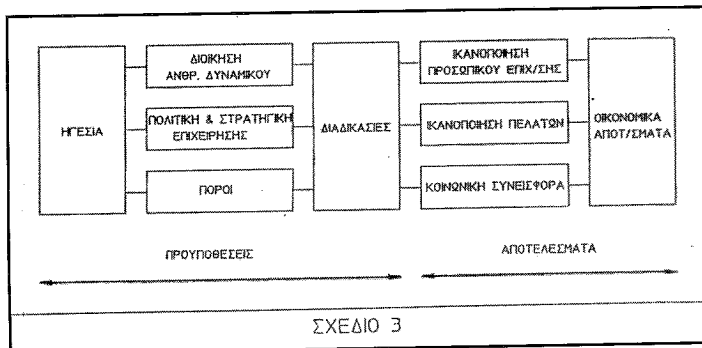 ΗΓΕΣΙΑ
ΔΙΟΙΚΗΣΗ
ΑΝΘΡ. ΔΥΝΑΜΙΚΟΥ
ΠΟΛΙΤΙΚΗ & ΣΤΡΑΤΗΓΙΚΗ
ΕΠΙΧΕΙΡΗΣΗΣ
ΠΟΡΟΙ
ΔΙΑΔΙΚΑΣΙΕΣ
ΙΚΑΝΟΠΟΙΗΣΗ
ΠΡΟΣΩΠΙΚΟΥ ΕΠΙΧ/ΣΗΣ
ΙΚΑΝΟΠΟΙΗΣΗ ΠΕΛΑΤΩΝ
ΚΟΙΝΩΝΙΚΗ ΣΥΝΕΙΣΦΟΡΑ
ΟΙΚΟΝΟΜΙΚΑ
ΑΠΟΤ/ΣΜΑΤΑ
ΠΡΟΥΠΟΘΕΣΕΙΣ
ΑΠΟΤΕΛΕΣΜΑΤΑ
ΣΧΕΔΙΟ 3